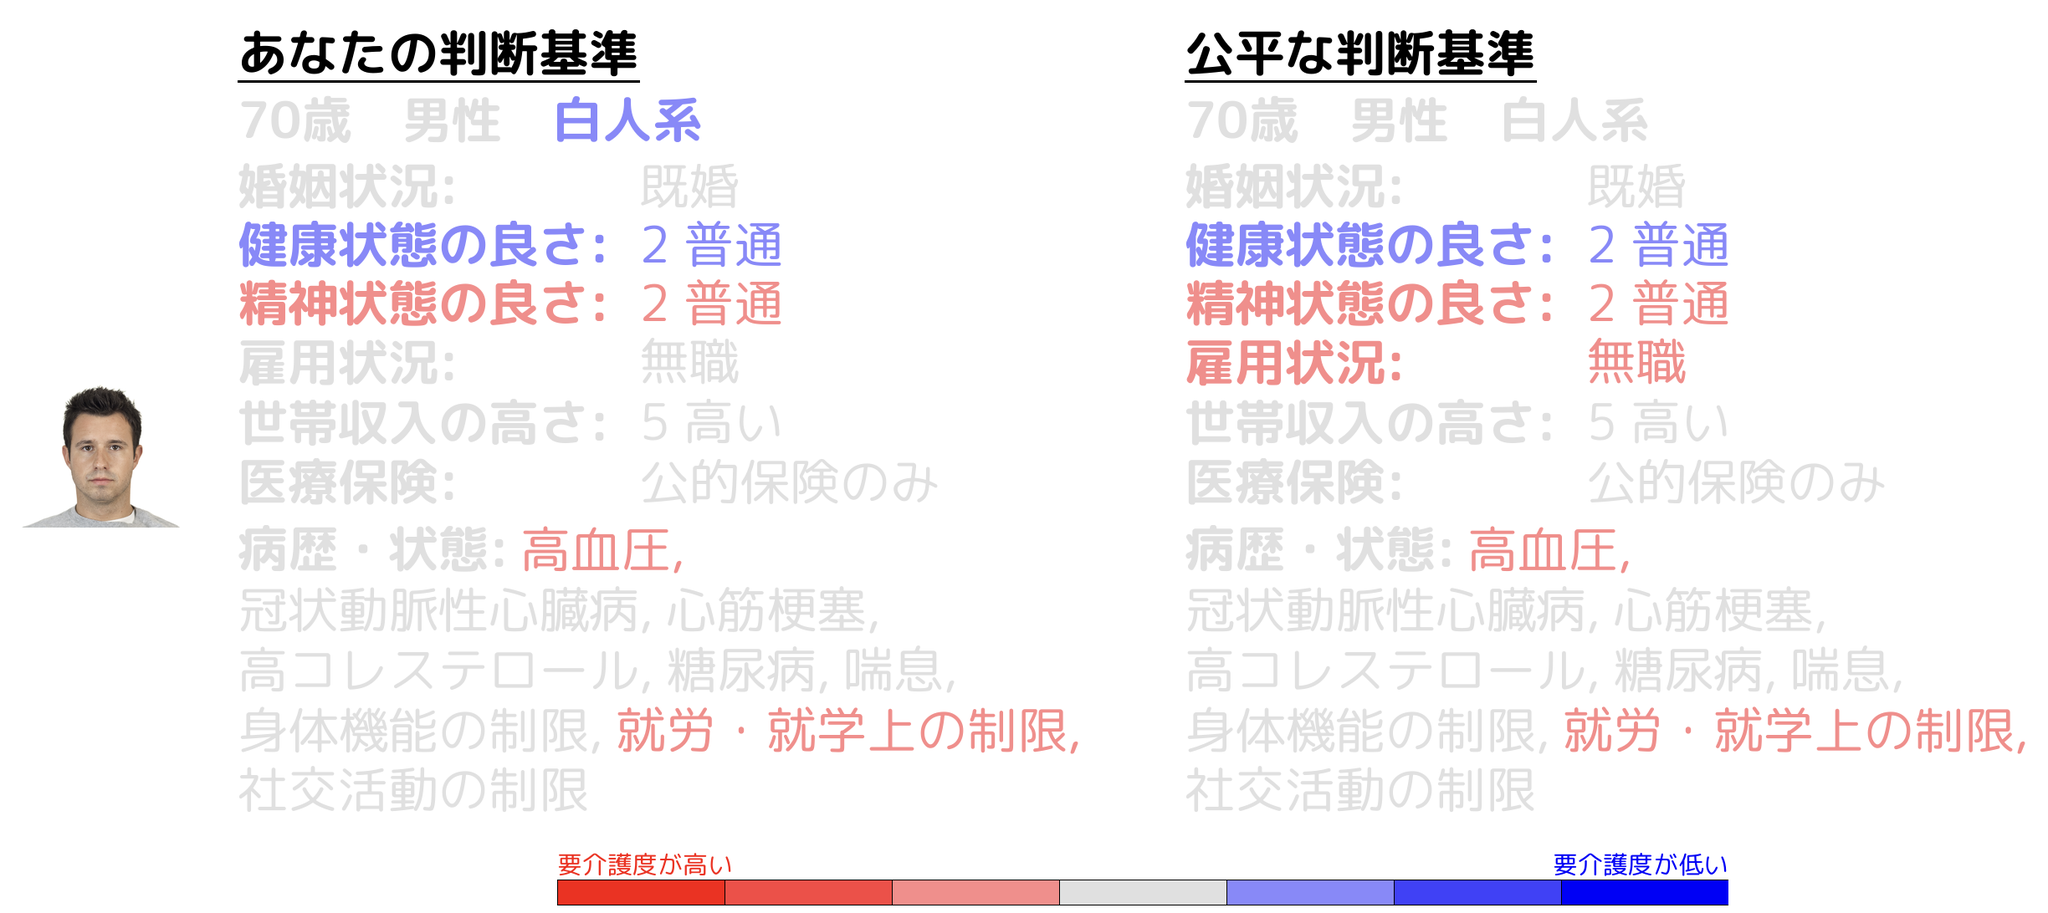 あなたの判断基準
70歳　男性　白人系
婚姻状況: 既婚
健康状態の良さ: 2 普通
精神状態の良さ: 2 普通
雇用状況: 無職
世帯収入の高さ: 5 高い
医療保険: 公的保険のみ
病歴・状態: 高血圧,
冠状動脈性心臓病, 心筋梗塞,
高コレステロール, 糖尿病, 喘息,
身体機能の制限, 就労・就学上の制限,
社交活動の制限
公平な判断基準
70歳　男性　白人系
婚姻状況: 既婚
健康状態の良さ: 2 普通
精神状態の良さ: 2 普通
雇用状況: 無職
世帯収入の高さ: 5 高い
医療保険: 公的保険のみ
病歴・状態: 高血圧,
冠状動脈性心臓病, 心筋梗塞,
高コレステロール, 糖尿病, 喘息,
身体機能の制限, 就労・就学上の制限,
社交活動の制限
要介護度が高い
要介護度が低い